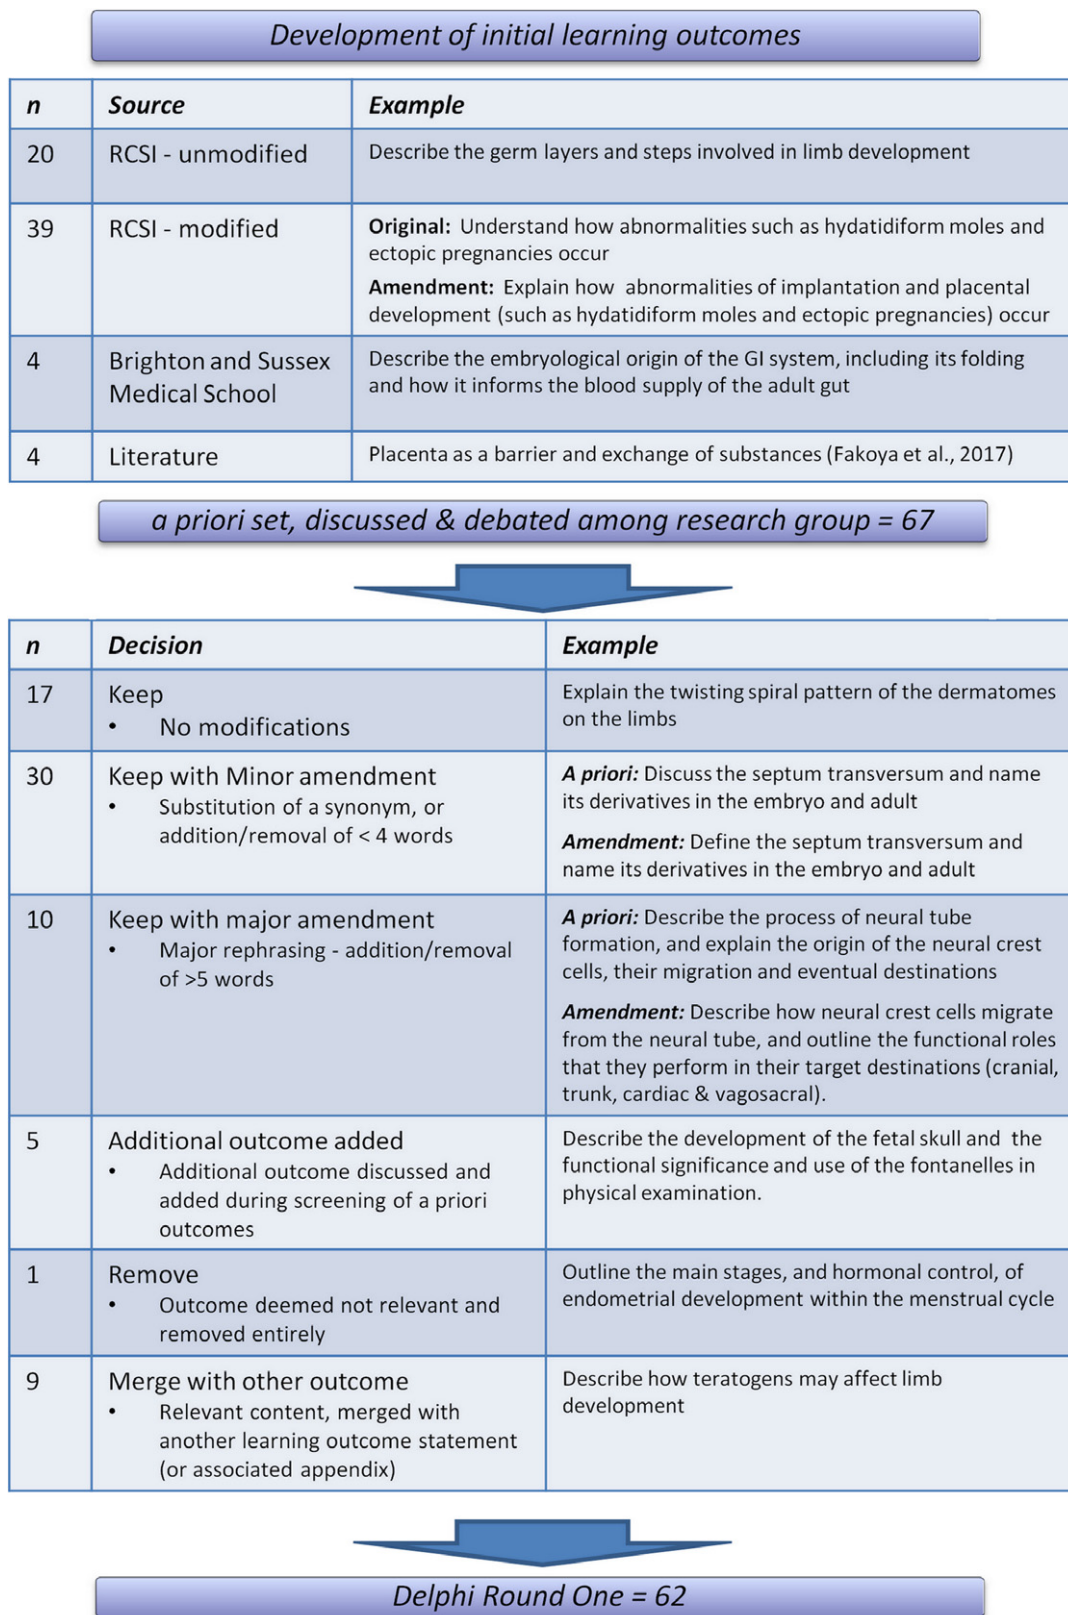 Development of initial learning outcomes
n Source Example
20 RCSI - unmodified Describe the germ layers and steps involved in limb development
39 RCSI - modified Original: Understand how abnormalities such as hydatidiform moles and
ectopic pregnancies occur
Amendment: Explain how abnormalities of implantation and placental
development (such as hydatidiform moles and ectopic pregnancies) occur
4 Brighton and Sussex Describe the embryological origin of the GI system, including its folding
Medical School and how it informs the blood supply of the adult gut
4 Literature Placenta as a barrier and exchange of substances (Fakoya et al., 2017)
a priori set, discussed & debated among research group = 67
n Decision Example
17 Keep Explain the twisting spiral pattern of the dermatomes
• No modifications on the limbs
30 Keep with Minor amendment A priori: Discuss the septum transversum and name
• Substitution of a synonym, or its derivatives in the embryo and adult
addition/removal of < 4 words Amendment: Define the septum transversum and
name its derivatives in the embryo and adult
10 Keep with major amendment A priori: Describe the process of neural tube
• Major rephrasing - addition/removal formation, and explain the origin of the neural crest
of >5 words cells, their migration and eventual destinations
Amendment: Describe how neural crest cells migrate
from the neural tube, and outline the functional roles
that they perform in their target destinations (cranial,
trunk, cardiac & vagosacral).
5 Additional outcome added Describe the development of the fetal skull and the
• Additional outcome discussed and functional significance and use of the fontanelles in
added during screening of a priori physical examination.
outcomes
1 Remove Outline the main stages, and hormonal control, of
• Outcome deemed not relevant and endometrial development within the menstrual cycle
removed entirely
9 Merge with other outcome Describe how teratogens may affect limb
• Relevant content, merged with development
another learning outcome statement
(or associated appendix)
Delphi Round One = 62